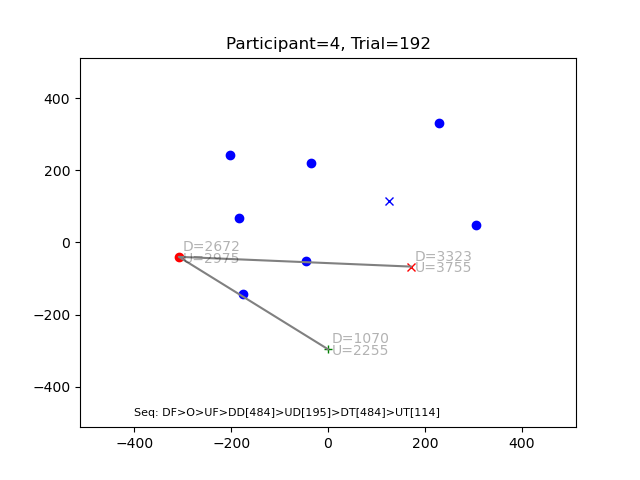 Participant=4, Trial=192
400
200
0
−200
−400
D=2672
U=2975
D=3323
U=3755
D=1070
U=2255
Seq: DF>O>UF>DD[484]>UD[195]>DT[484]>UT[114]
−400
−200
0
200
400